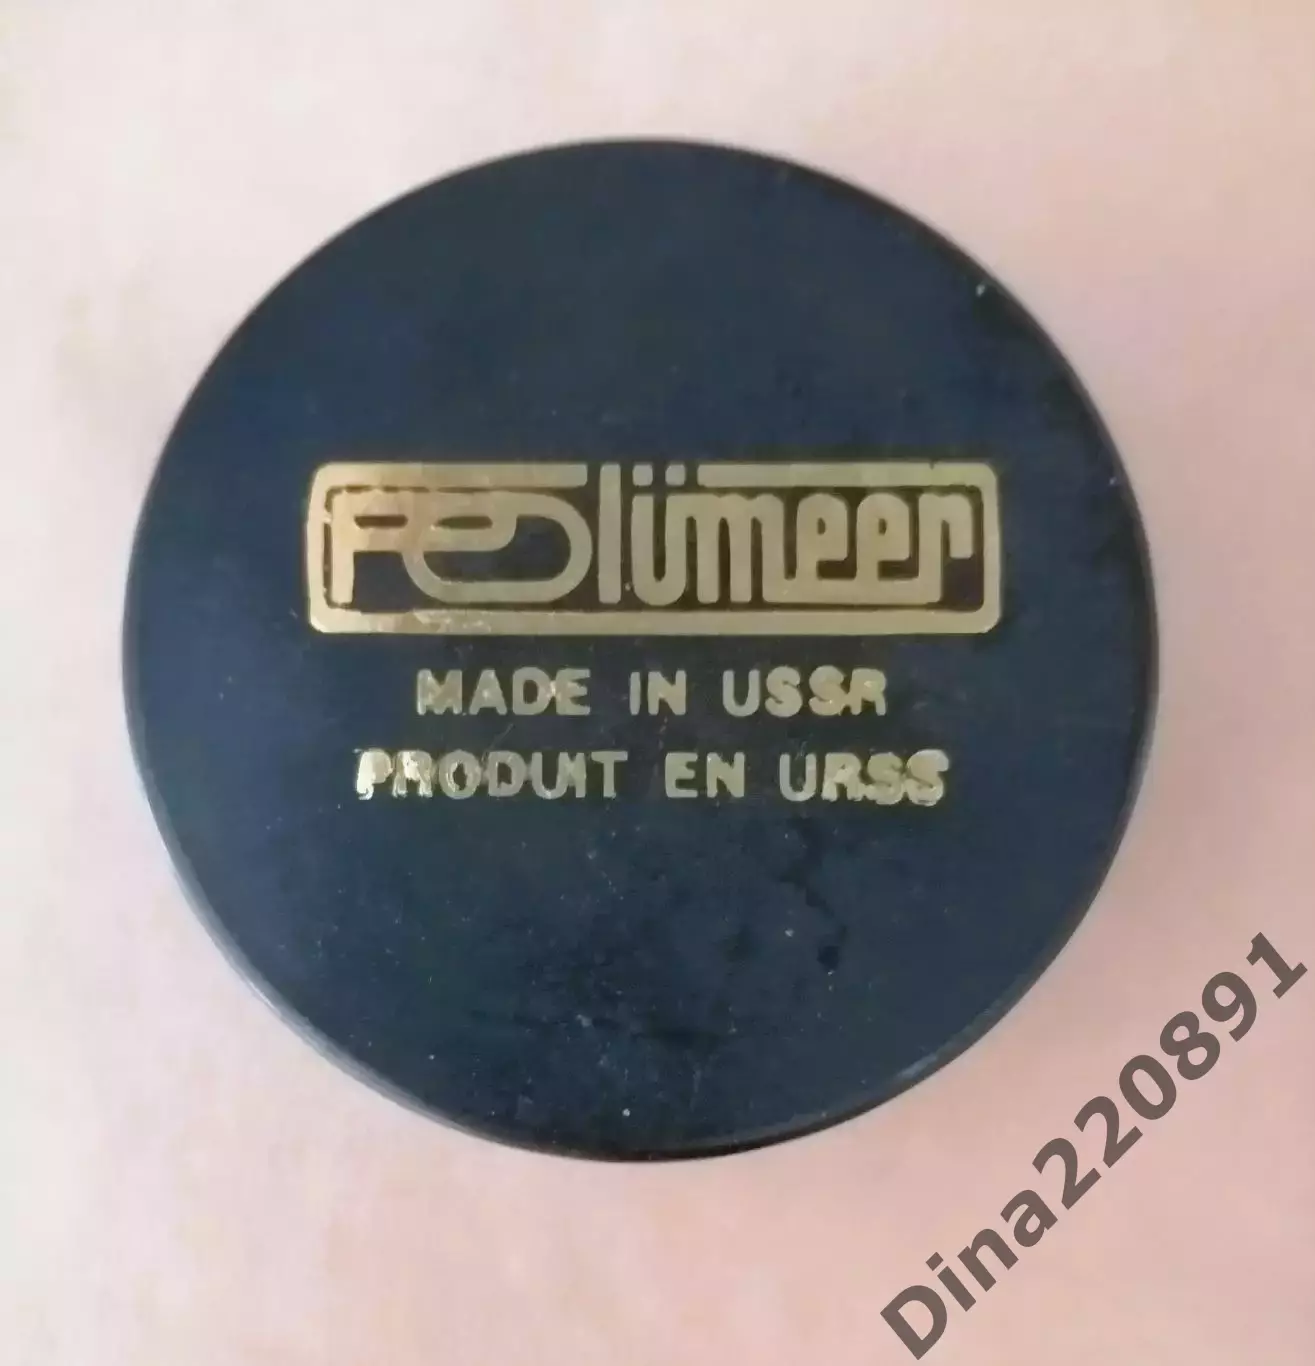 Polümeer
MADE IN USSR
PRODUIT EN URSS
Dina220891